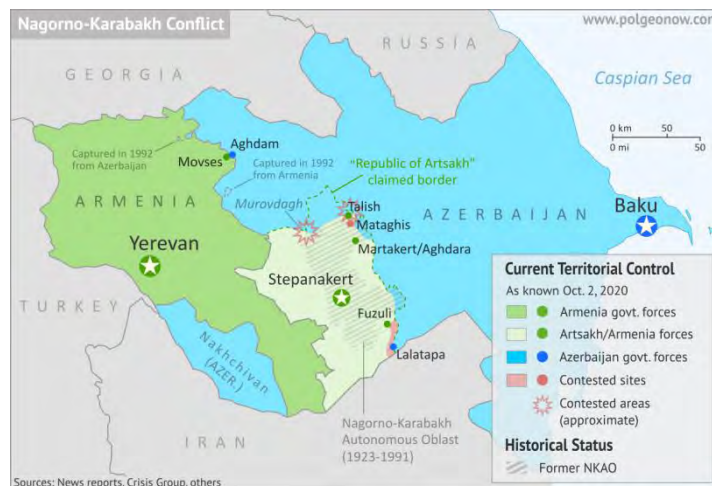 Nagorno-Karabakh Conflict
www.polgeonow.com
RUSSIA
GEORGIA
Caspian Sea
0 km 50
0 mi 50
Captured in 1992
from Azerbaijan
Aghdam
Movses
Captured in 1992
from Armenia
"Republic of Artsakh"
claimed border
ARMENIA
Murovdagh
Talish
Mataghis
AZERBAIJAN
Baku
Yerevan
Martakert/Aghdara
Stepanakert
TURKEY
Fuzuli
Nakhchivan
(AZER.)
Lalatapa
IRAN
Nagorno-Karabakh
Autonomous Oblast
(1923-1991)
Current Territorial Control
As known Oct. 2, 2020
Armenia govt. forces
Artsakh/Armenia forces
Azerbaijan govt. forces
Contested sites
Contested areas
(approximate)
Historical Status
Former NKAO
Sources: News reports, Crisis Group, others